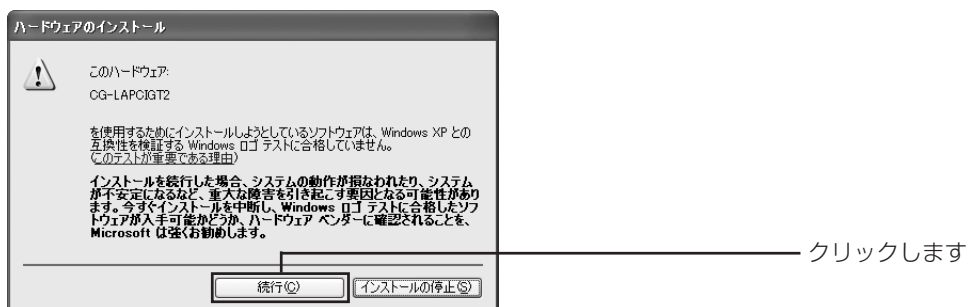 ハードウェアのインストール
このハードウェア:
CG-LAPCIGT2
を使用するためにインストールしようとしているソフトウェアは、Windows XP との
互換性を検証する Windows ロゴ テストに合格していません。
(このテストが重要である理由)
インストールを続行した場合、システムの動作が損なわれたり、システム
が不安定になるなど、重大な障害を引き起こす要因となる可能性があり
ます。今すぐインストールを中断し、Windows ロゴ テストに合格したソフ
トウェアが入手可能かどうか、ハードウェア ベンダーに確認されることを、
Microsoft は強くお勧めします。
クリックします
続行(C) インストールの停止(S)